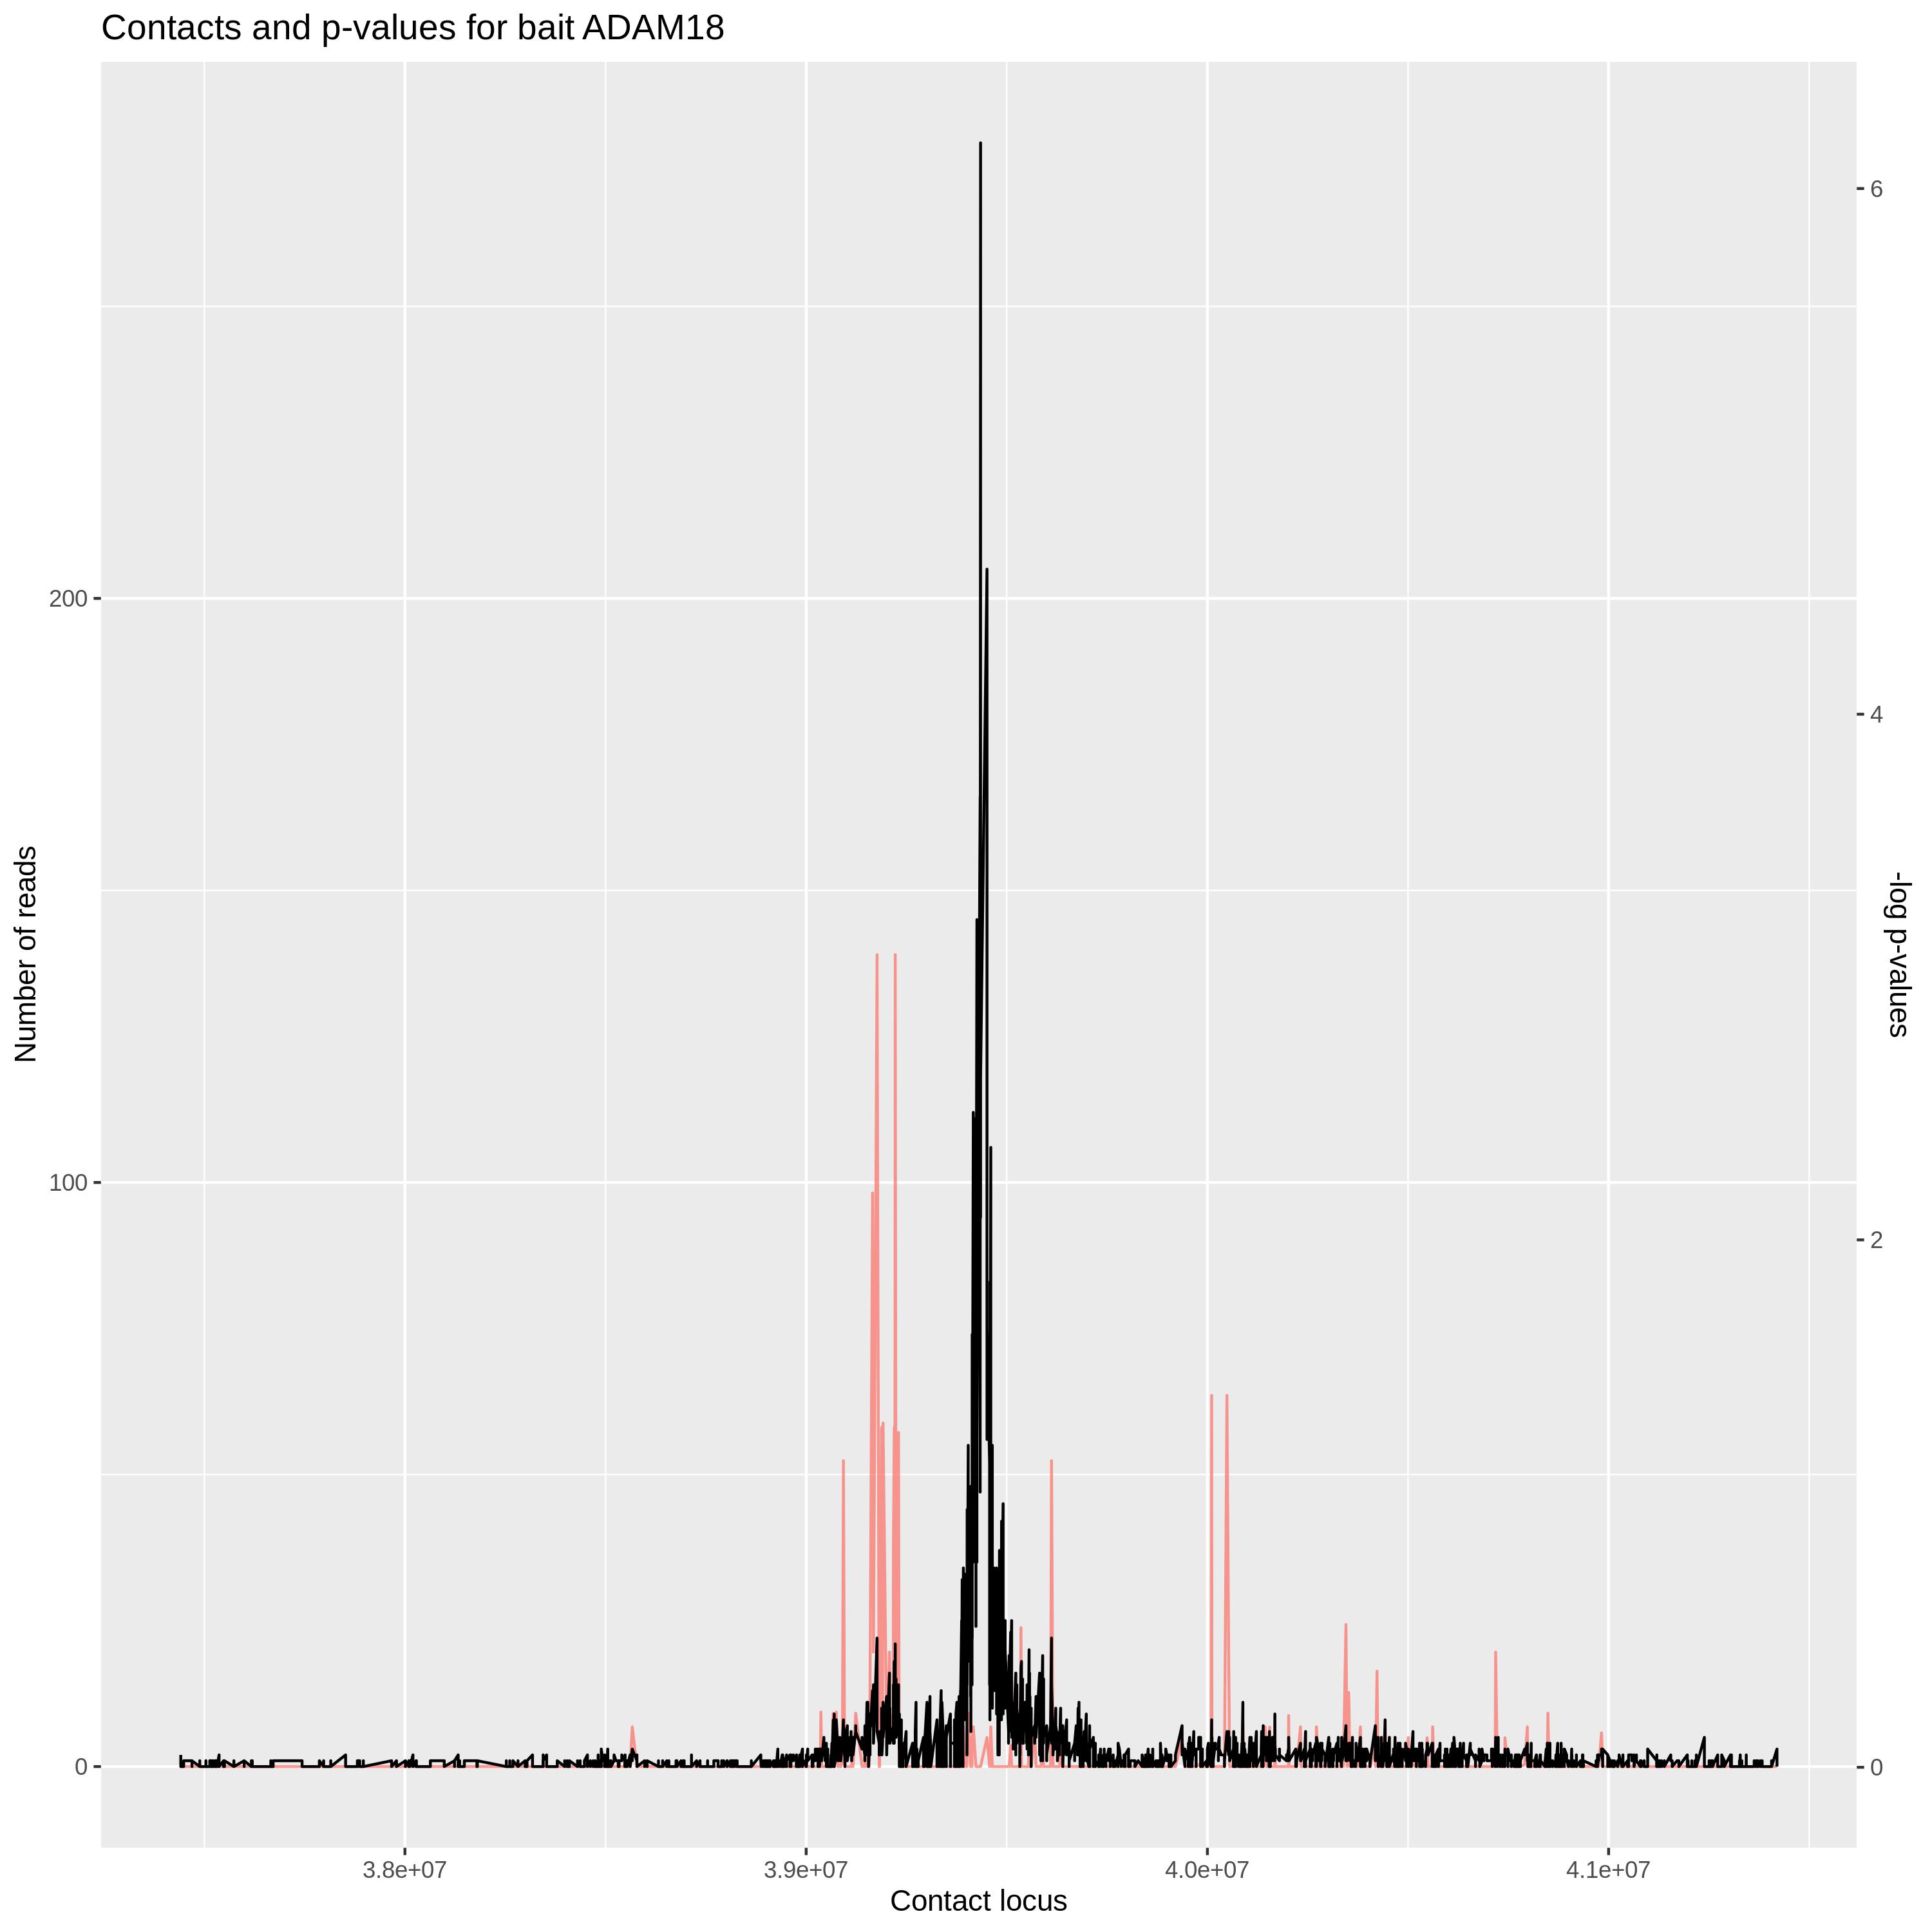 Contacts and p-values for bait ADAM18
Number of reads
200
100
0
6
4
2
0
-log p-values
3.8e+07
3.9e+07
4.0e+07
4.1e+07
Contact locus